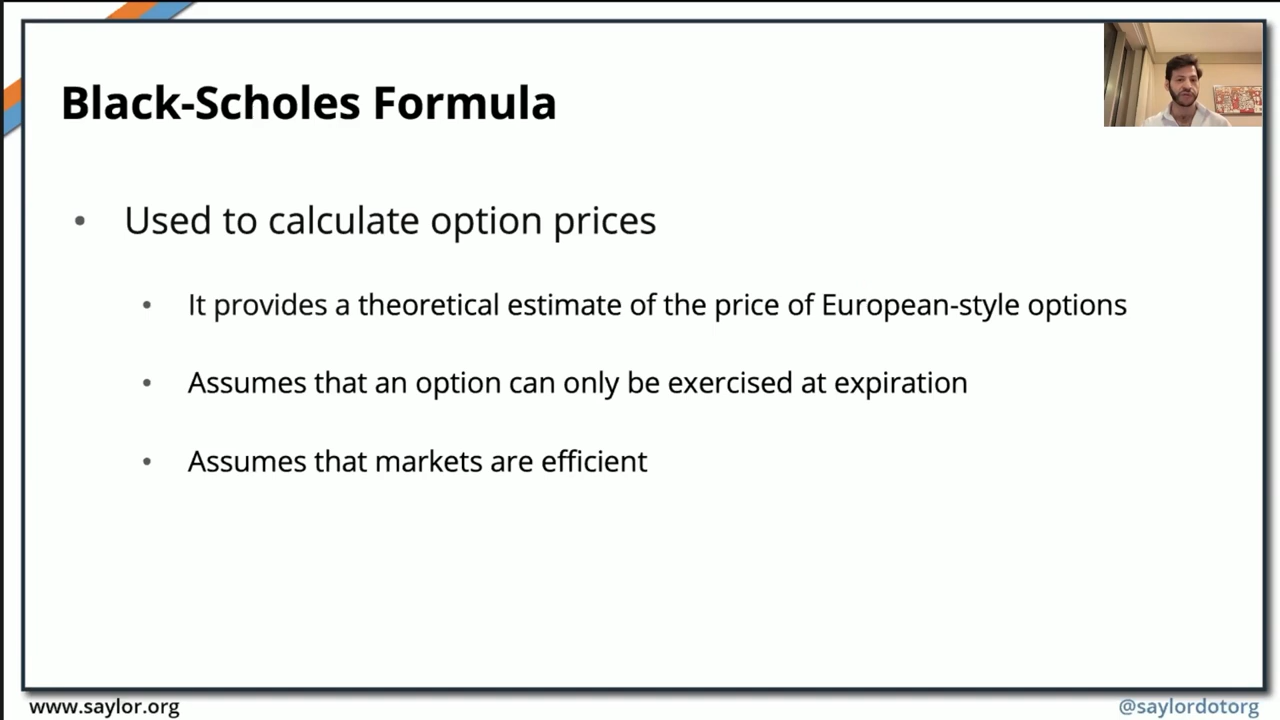 Black-Scholes Formula
• Used to calculate option prices
• It provides a theoretical estimate of the price of European-style options
• Assumes that an option can only be exercised at expiration
• Assumes that markets are efficient
www.saylor.org
@saylordotorg